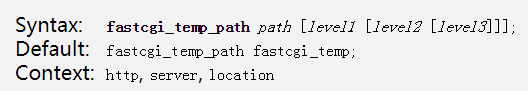 Syntax: fastcgi_temp_path path [level1 [level2 [level3]]];
Default: fastcgi_temp_path fastcgi_temp;
Context: http, server, location